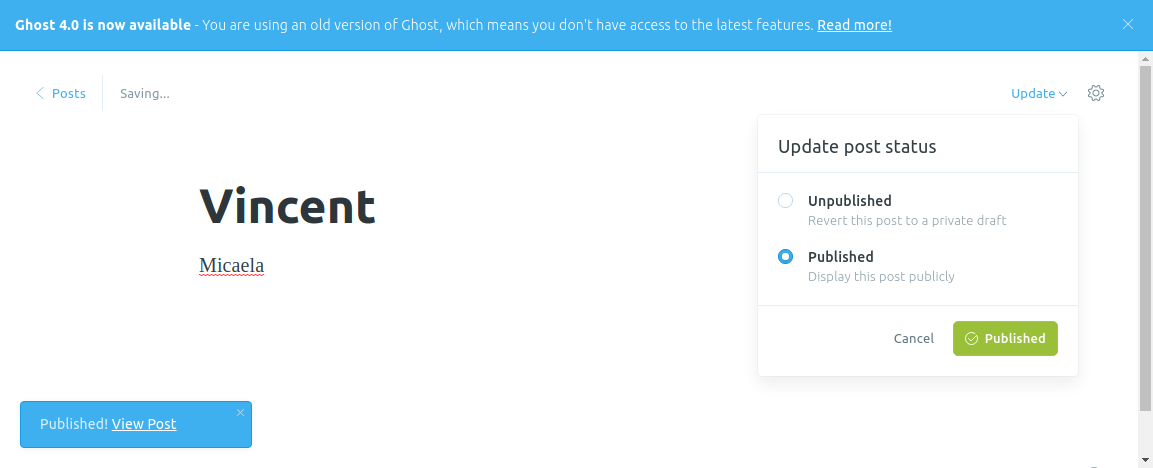 Ghost 4.0 is now available - You are using an old version of Ghost, which means you don't have access to the latest features. Read more!
Posts
Saving...
Update
Update post status
Vincent
Unpublished
Revert this post to a private draft
Micaela
Published
Display this post publicly
Cancel
Published
Published! View Post